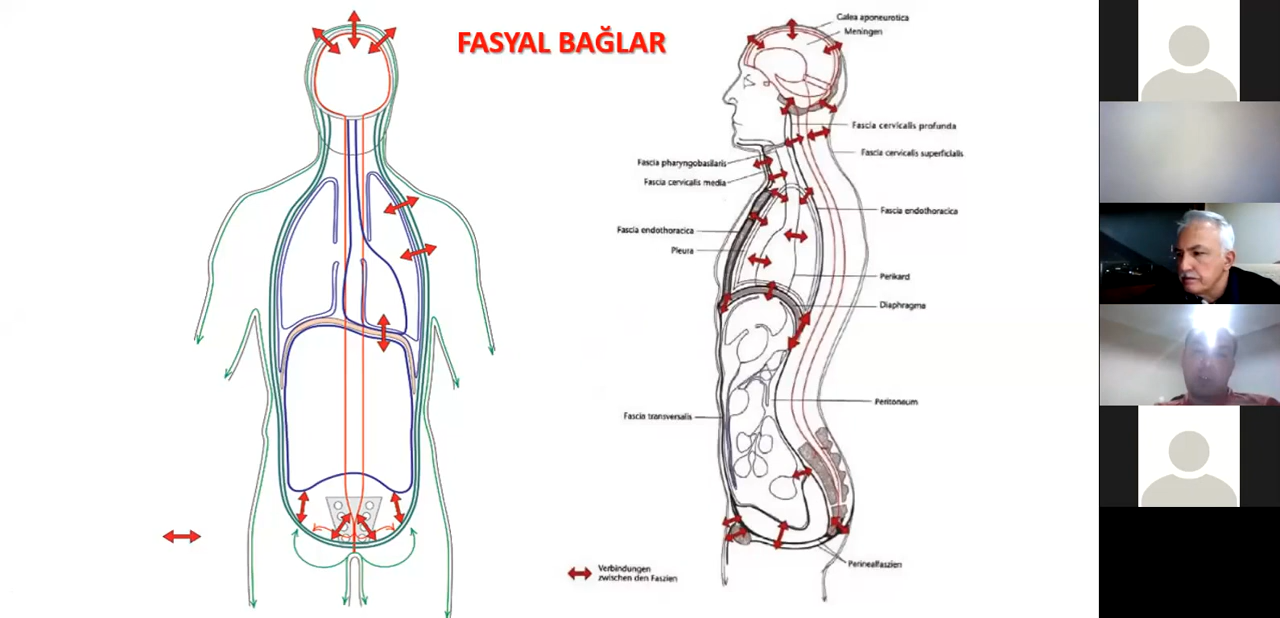 FASYAL BAĞLAR
Galea aponeurotica
Meningen
Fascia cervicalis profunda
Fascia cervicalis superficialis
Fascia pharyngobasilaris
Fascia cervicalis media
Fascia endothoracica
Fascia endothoracica
Pleura
Perikard
Diaphragma
Peritoneum
Fascia transversalis
Perinealfaszien
Verbindungen
zwischen den Faszien